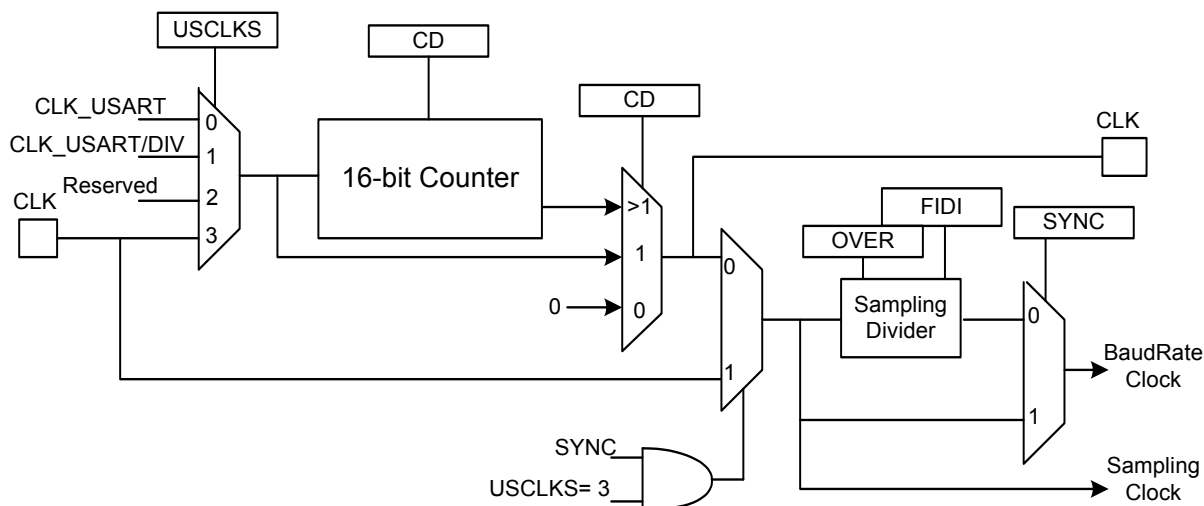 USCLKS
CD
CD
CLK_USART
CLK_USART/DIV
Reserved
CLK
0
1
2
3
16-bit Counter
>1
1
0
0
CLK
0
1
FIDI
OVER
SYNC
Sampling
Divider
0
1
BaudRate
Clock
SYNC
USCLKS= 3
Sampling
Clock